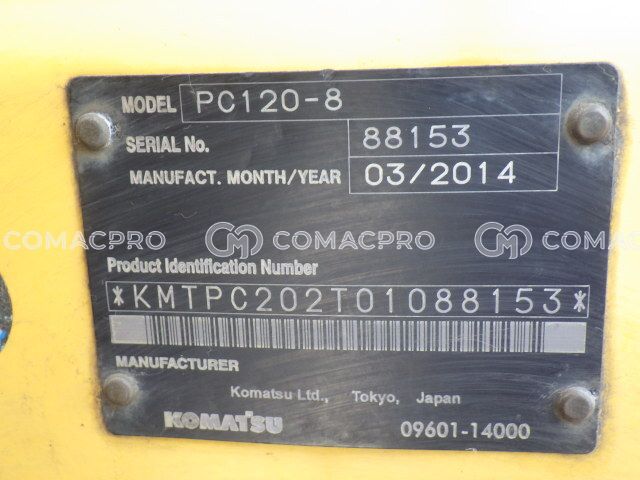 MODEL PC120-8
SERIAL No. 88153
MANUFACT. MONTH/YEAR 03/2014
COMACPRO COMACPRO COMACPRO
Product Identification Number
*KMTPC202T01088153*
MANUFACTURER
Komatsu Ltd., Tokyo, Japan
KOMATSU 09601-14000